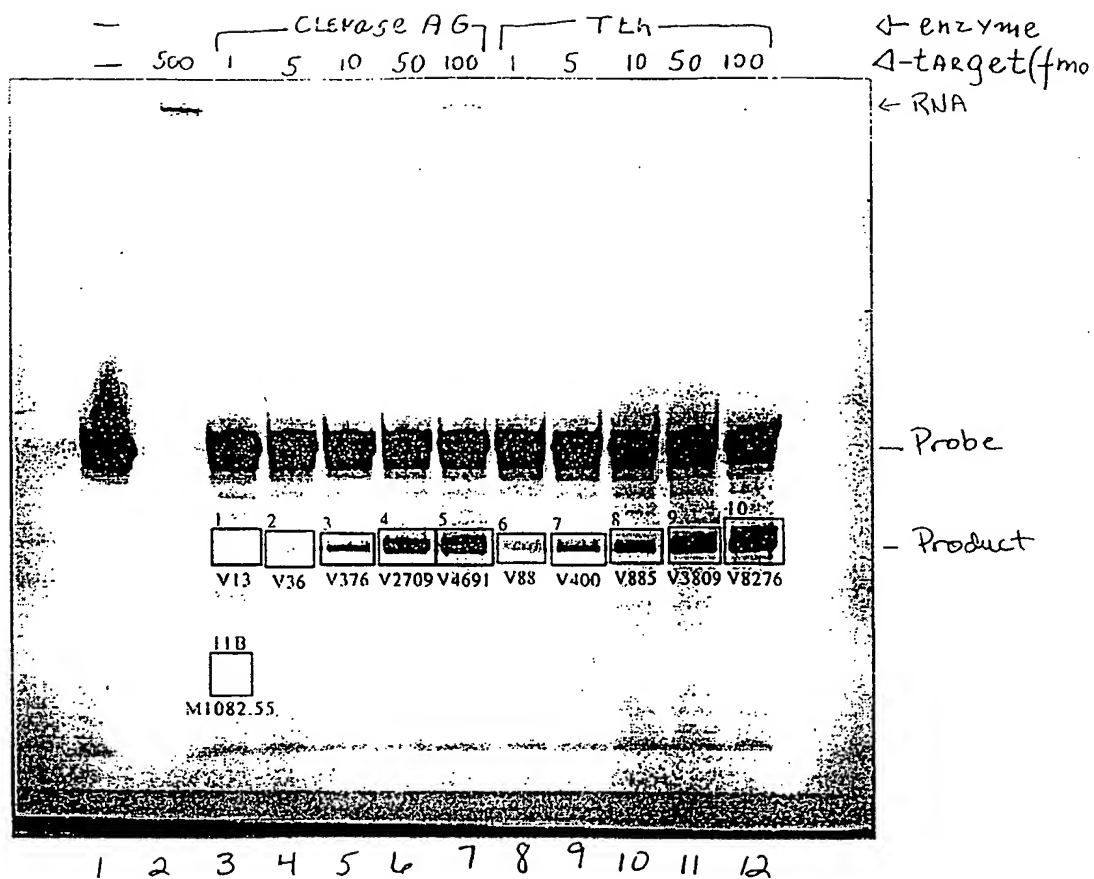 — CLEVase AG Tth ← enzyme
— 500 1 5 10 50 100 1 5 10 50 100 ←target(fmo
← RNA
– Probe
1 2 3 4 5 6 7 8 9 10
– Product
V13 V36 V376 V2709 V4691 V88 V400 V885 V3809 V8276
11B
M1082.55
1 2 3 4 5 6 7 8 9 10 11 12